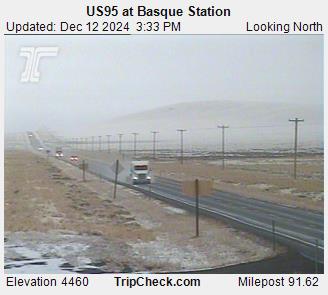 US95 at Basque Station
Updated: Dec 12 2024 3:33 PM Looking North
Elevation 4460 TripCheck.com Milepost 91.62